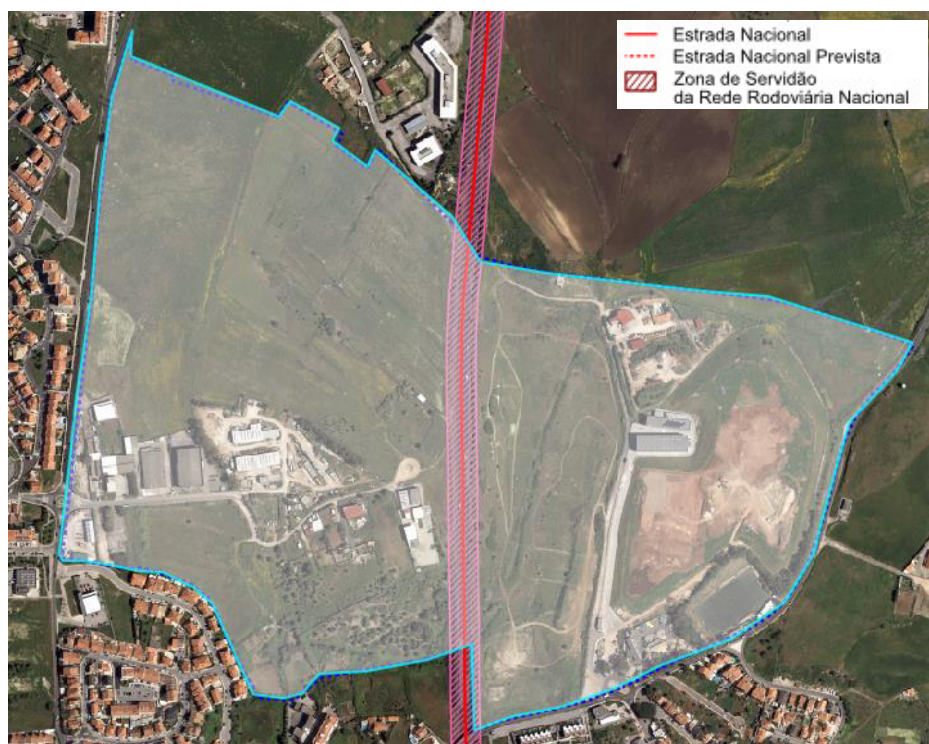 Estrada Nacional
Estrada Nacional Prevista
Zona de Servidão
da Rede Rodoviária Nacional